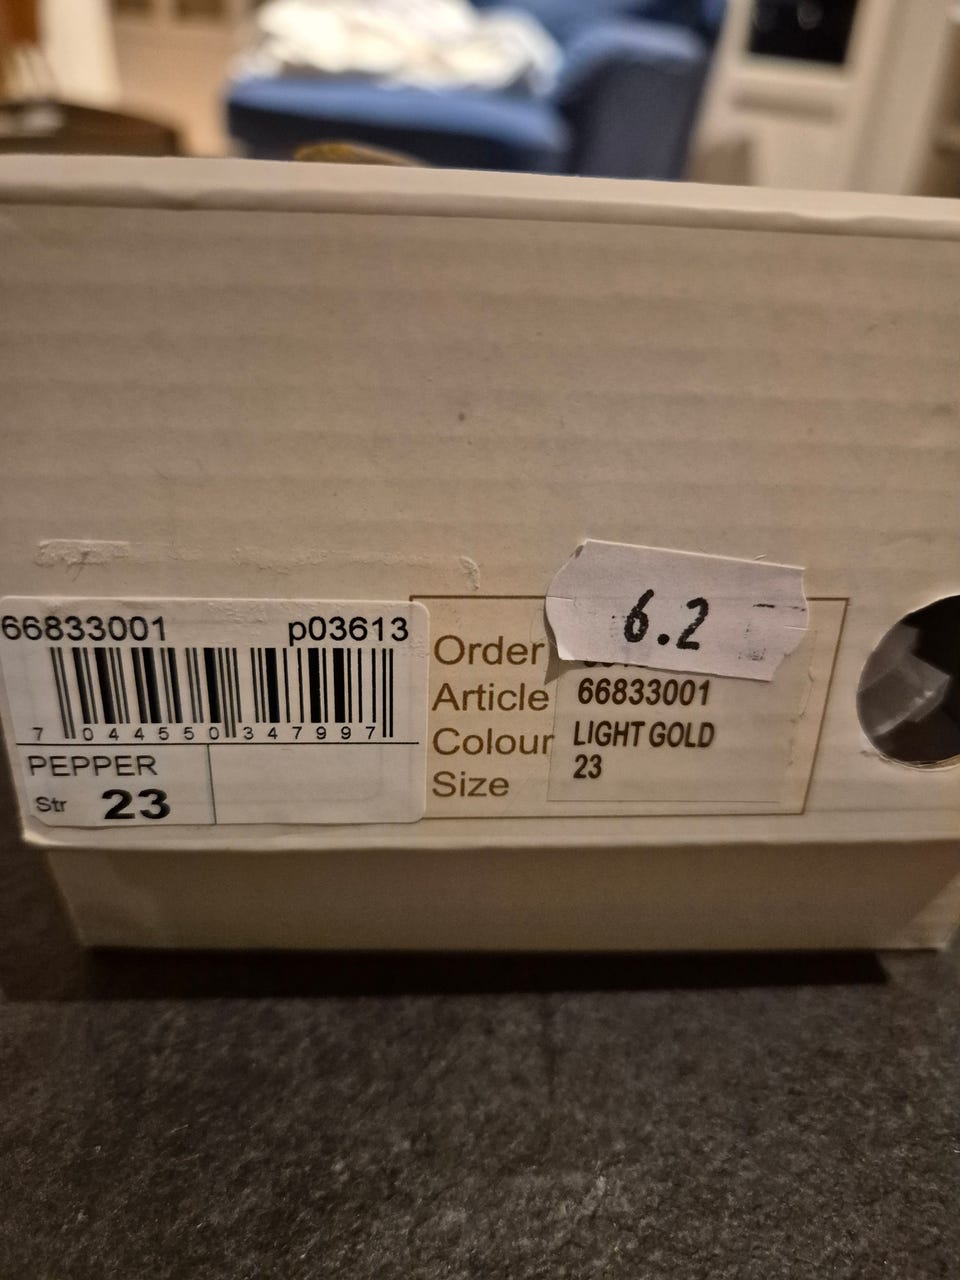 66833001 p03613
7 044550 347997
PEPPER
Str 23
6.2
Order
Article 66833001
Colour LIGHT GOLD
Size 23